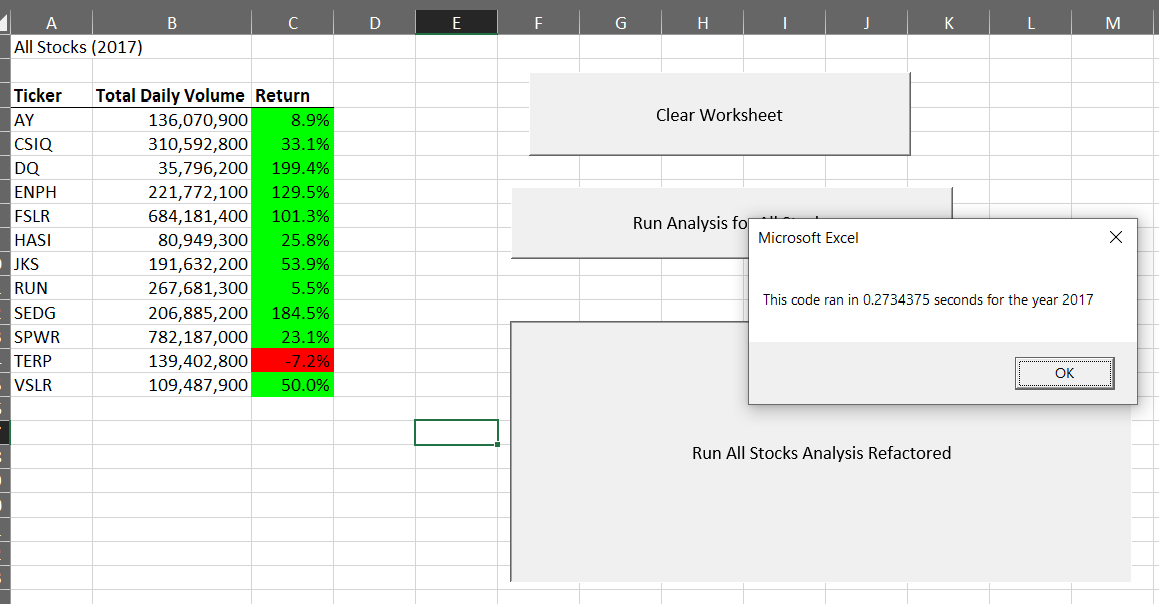 A B C D E F G H I J K L M
All Stocks (2017)
Ticker Total Daily Volume Return
AY 136,070,900 8.9%
CSIQ 310,592,800 33.1%
DQ 35,796,200 199.4%
ENPH 221,772,100 129.5%
FSLR 684,181,400 101.3%
HASI 80,949,300 25.8%
JKS 191,632,200 53.9%
RUN 267,681,300 5.5%
SEDG 206,885,200 184.5%
SPWR 782,187,000 23.1%
TERP 139,402,800 -7.2%
VSLR 109,487,900 50.0%
Clear Worksheet
Run Analysis for All
Microsoft Excel
This code ran in 0.2734375 seconds for the year 2017
OK
Run All Stocks Analysis Refactored